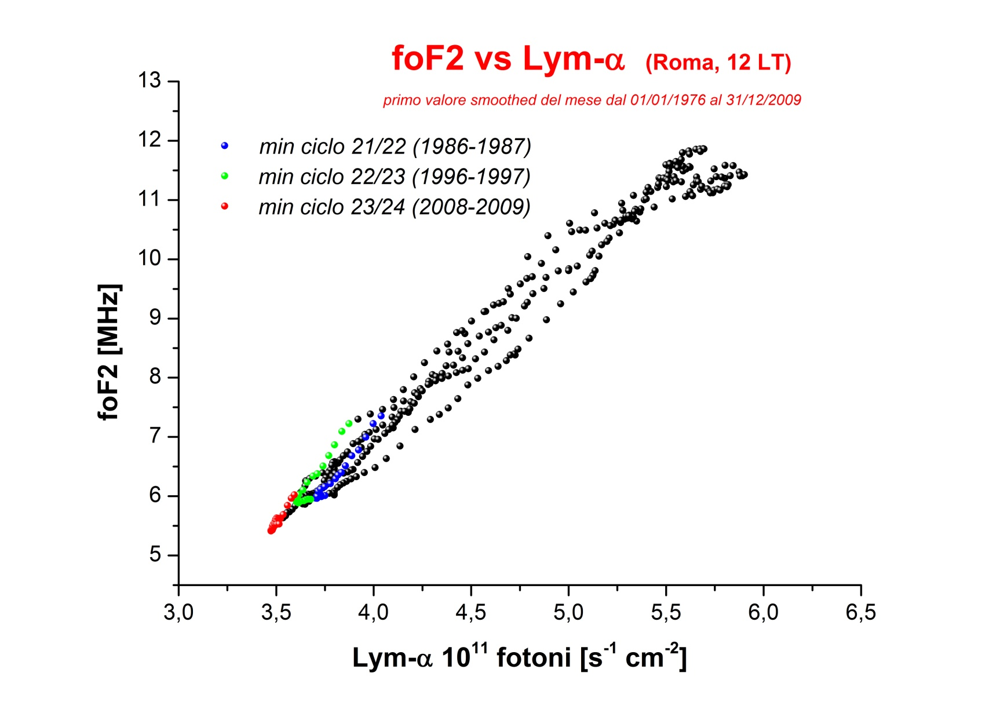 foF2 vs Lym-α (Roma, 12 LT)
primo valore smoothed del mese dal 01/01/1976 al 31/12/2009
min ciclo 21/22 (1986-1987)
min ciclo 22/23 (1996-1997)
min ciclo 23/24 (2008-2009)
foF2 [MHz]
13
12
11
10
9
8
7
6
5
3,0 3,5 4,0 4,5 5,0 5,5 6,0 6,5
Lym-α 10¹¹ fotoni [s⁻¹ cm⁻²]